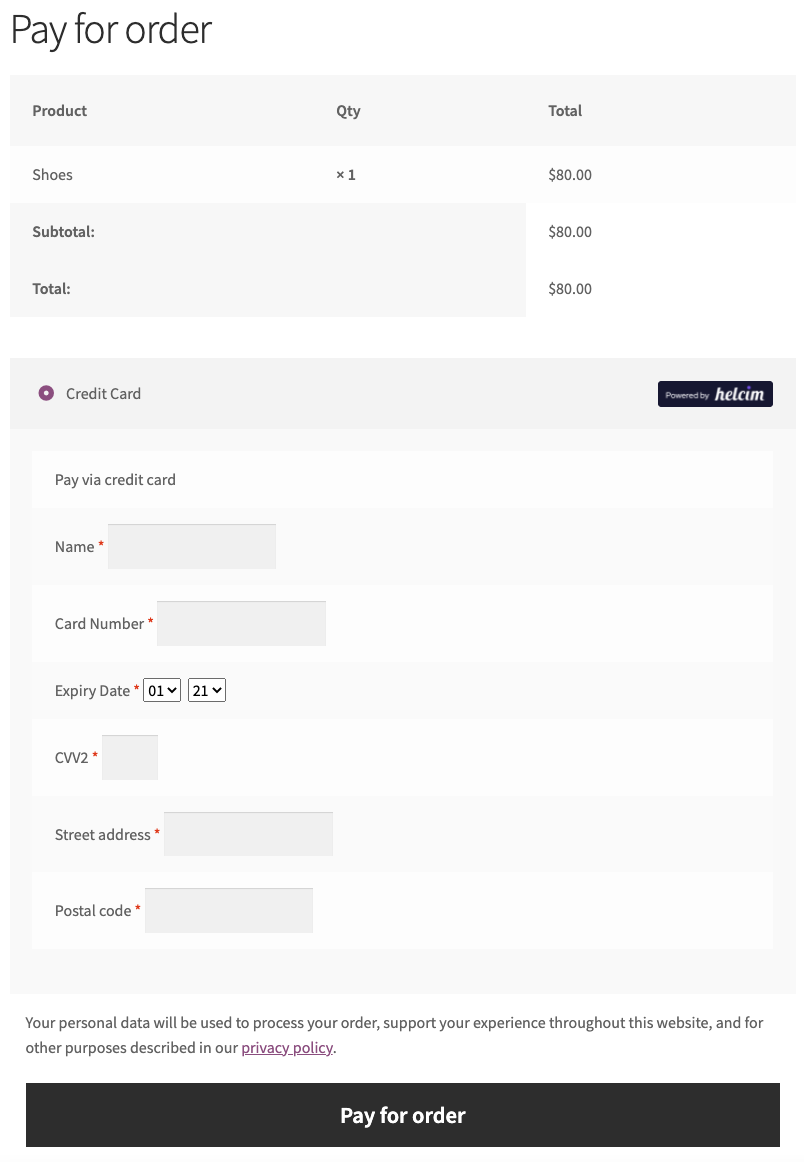 Pay for order
Product Qty Total
Shoes × 1 $80.00
Subtotal: $80.00
Total: $80.00
Credit Card Powered by helcim
Pay via credit card
Name *
Card Number *
Expiry Date * 01 21
CVV2 *
Street address *
Postal code *
Your personal data will be used to process your order, support your experience throughout this website, and for
other purposes described in our privacy policy.
Pay for order